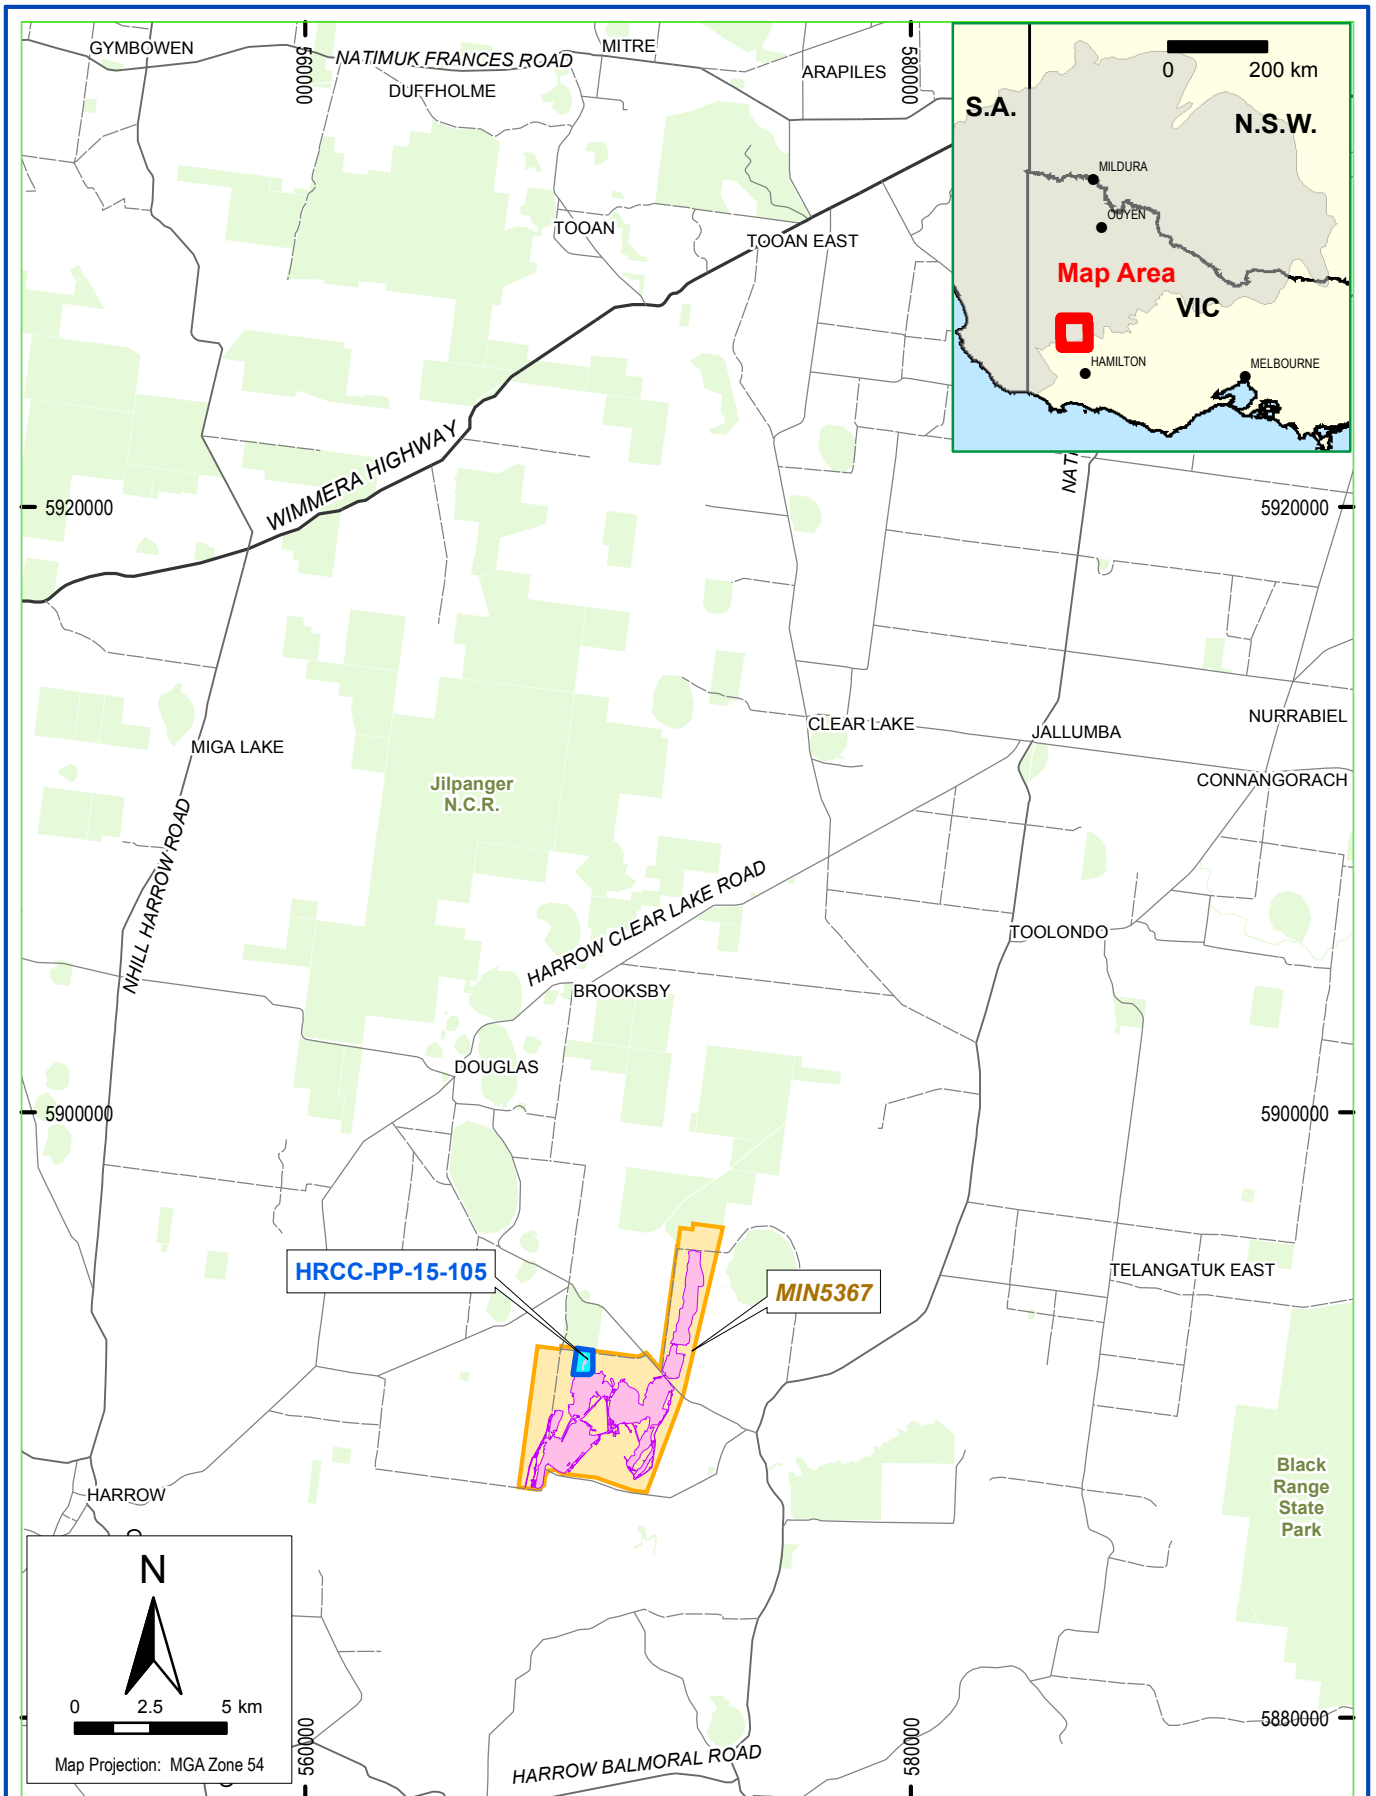 GYMBOWEN
560000
NATIMUK FRANCES ROAD
MITRE
DUFFHOLME
ARAPILES
580000
0 200 km
S.A.
N.S.W.
MILDURA
OUYEN
Map Area
VIC
HAMILTON
MELBOURNE
TOOAN
TOOAN EAST
WIMMERA HIGHWAY
5920000
5920000
MIGA LAKE
CLEAR LAKE
JALLUMBA
NURRABIEL
CONNANGORACH
Jilpanger
N.C.R.
NHILL HARROW ROAD
HARROW CLEAR LAKE ROAD
TOOLONDO
BROOKSBY
DOUGLAS
5900000
5900000
HRCC-PP-15-105
MIN5367
TELANGATUK EAST
HARROW
Black
Range
State
Park
N
0 2.5 5 km
Map Projection: MGA Zone 54
560000
580000
5880000
HARROW BALMORAL ROAD